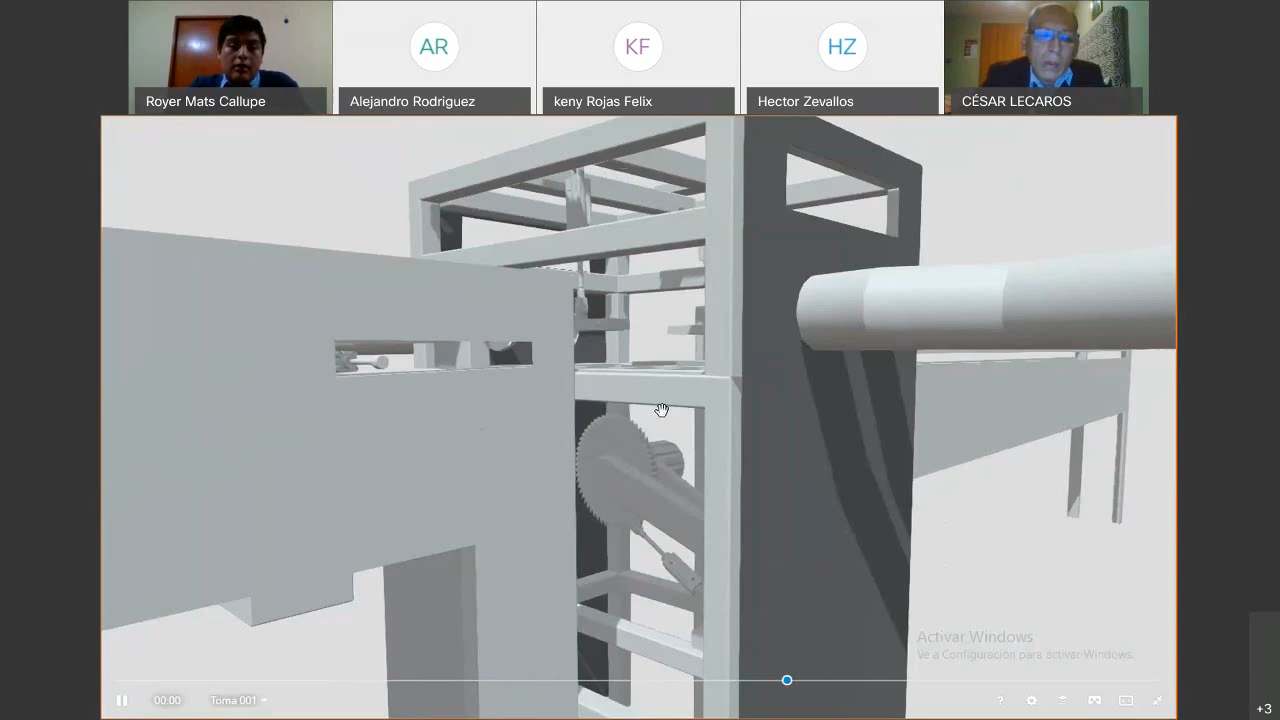 AR
KF
HZ
Royer Mats Callupe
Alejandro Rodriguez
keny Rojas Felix
Hector Zevallos
CÉSAR LECAROS
Activar Windows
Ve a Configuración para activar Windows.
00:00
Toma 001
?
+3